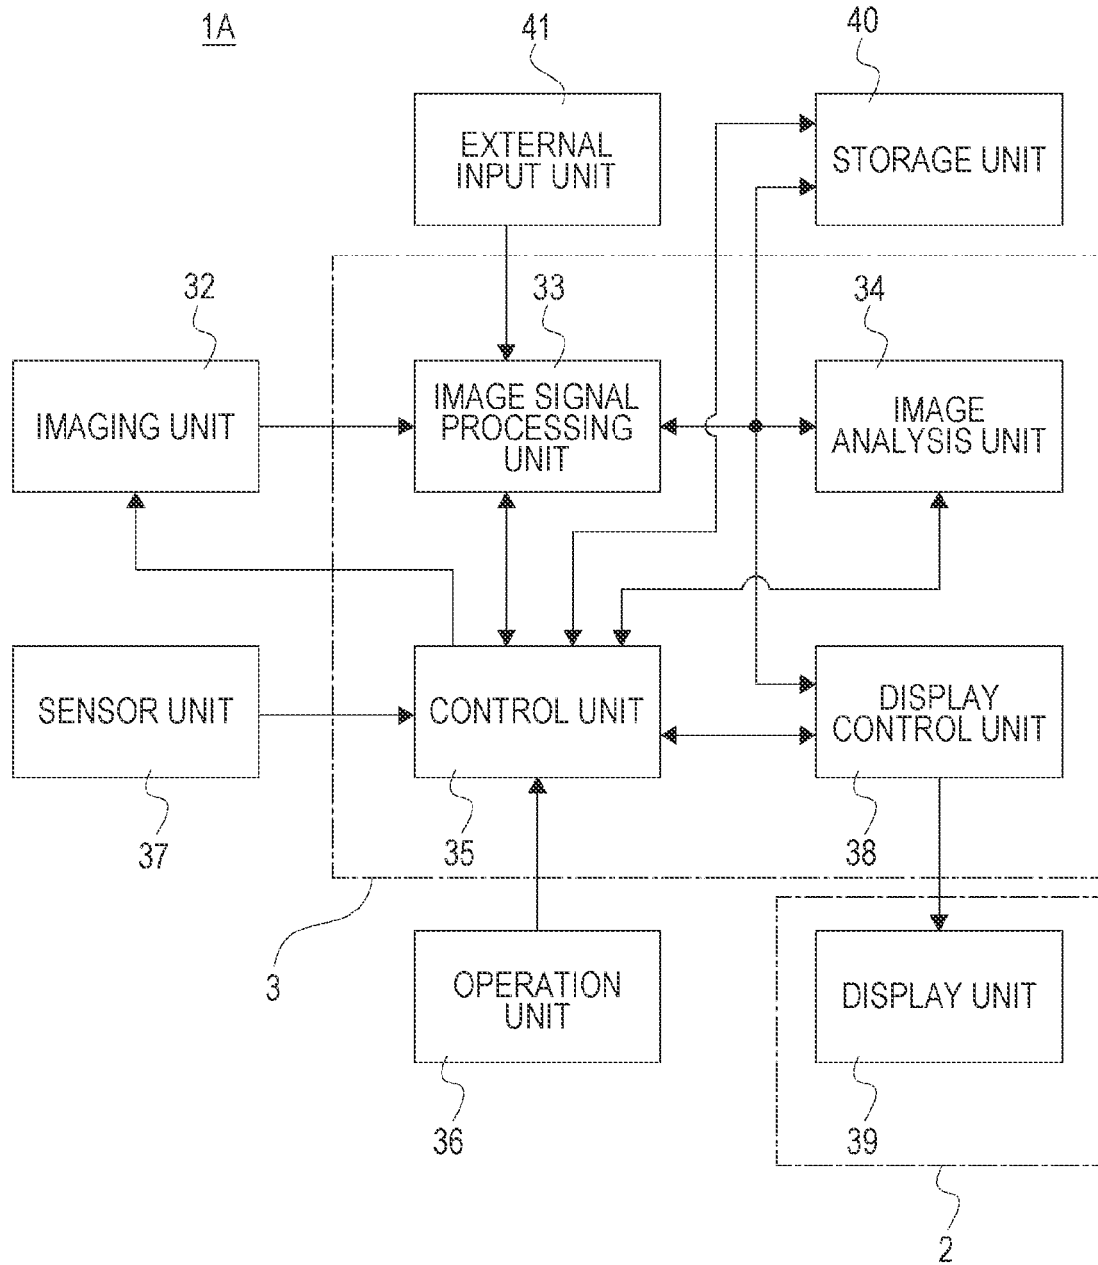 1A
41
40
EXTERNAL
INPUT UNIT
STORAGE UNIT
32
33
34
IMAGING UNIT
IMAGE SIGNAL
PROCESSING
UNIT
IMAGE
ANALYSIS UNIT
SENSOR UNIT
CONTROL UNIT
DISPLAY
CONTROL UNIT
37
35
38
3
OPERATION
UNIT
DISPLAY UNIT
36
39
2